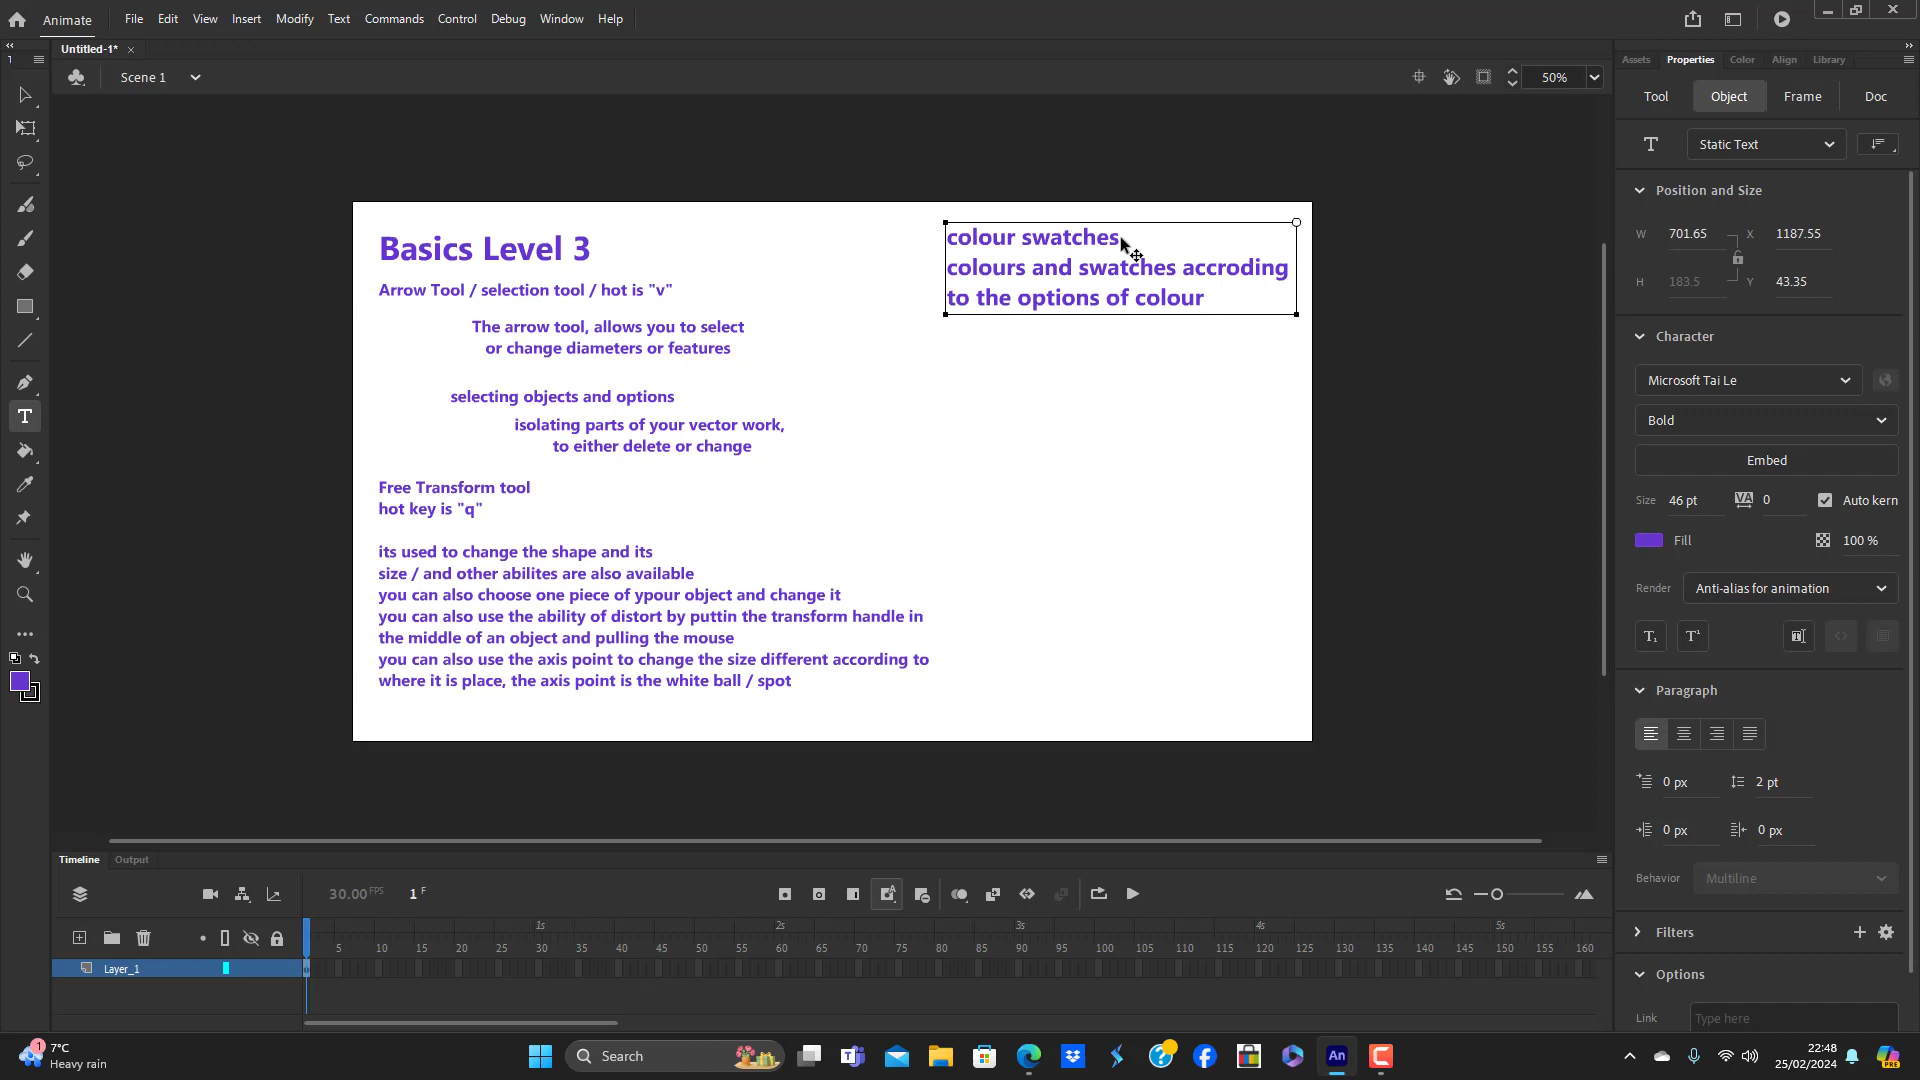 Animate
File Edit View Insert Modify Text Commands Control Debug Window Help
Untitled-1*
Scene 1
50%
Basics Level 3
Arrow Tool / selection tool / hot is "v"
The arrow tool, allows you to select
or change diameters or features
selecting objects and options
isolating parts of your vector work,
to either delete or change
Free Transform tool
hot key is "q"
its used to change the shape and its
size / and other abilites are also available
you can also choose one piece of ypour object and change it
you can also use the ability of distort by puttin the transform handle in
the middle of an object and pulling the mouse
you can also use the axis point to change the size different according to
where it is place, the axis point is the white ball / spot
colour swatches
colours and swatches accroding
to the options of colour
Assets Properties Color Align Library
Tool Object Frame Doc
Static Text
Position and Size
W 701.65 X 1187.55
H 183.5 Y 43.35
Character
Microsoft Tai Le
Bold
Embed
Size 46 pt VA 0 Auto kern
Fill 100 %
Render Anti-alias for animation
T₁ T¹
Paragraph
0 px 2 pt
0 px 0 px
Behavior Multiline
Filters
Options
Link Type here
Timeline Output
30.00 FPS 1 F
1s 2s 3s 4s 5s
5 10 15 20 25 30 35 40 45 50 55 60 65 70 75 80 85 90 95 100 105 110 115 120 125 130 135 140 145 150 155 160
Layer_1
1
7°C
Heavy rain
Search
An
22:48
25/02/2024
PRE